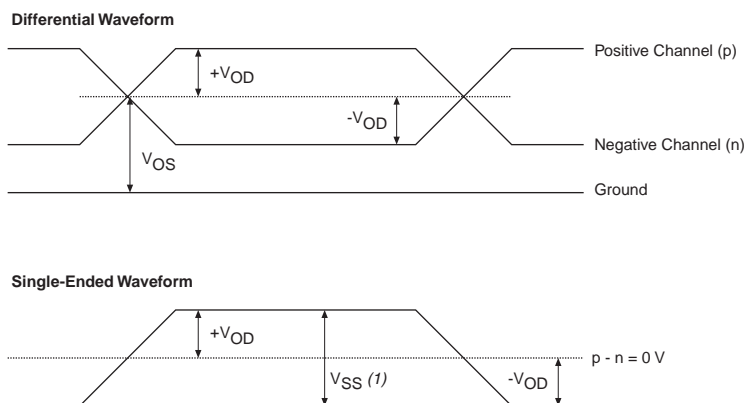 Differential Waveform
Positive Channel (p)
+VOD
-VOD
Negative Channel (n)
VOS
Ground
Single-Ended Waveform
+VOD
p - n = 0 V
VSS (1)
-VOD